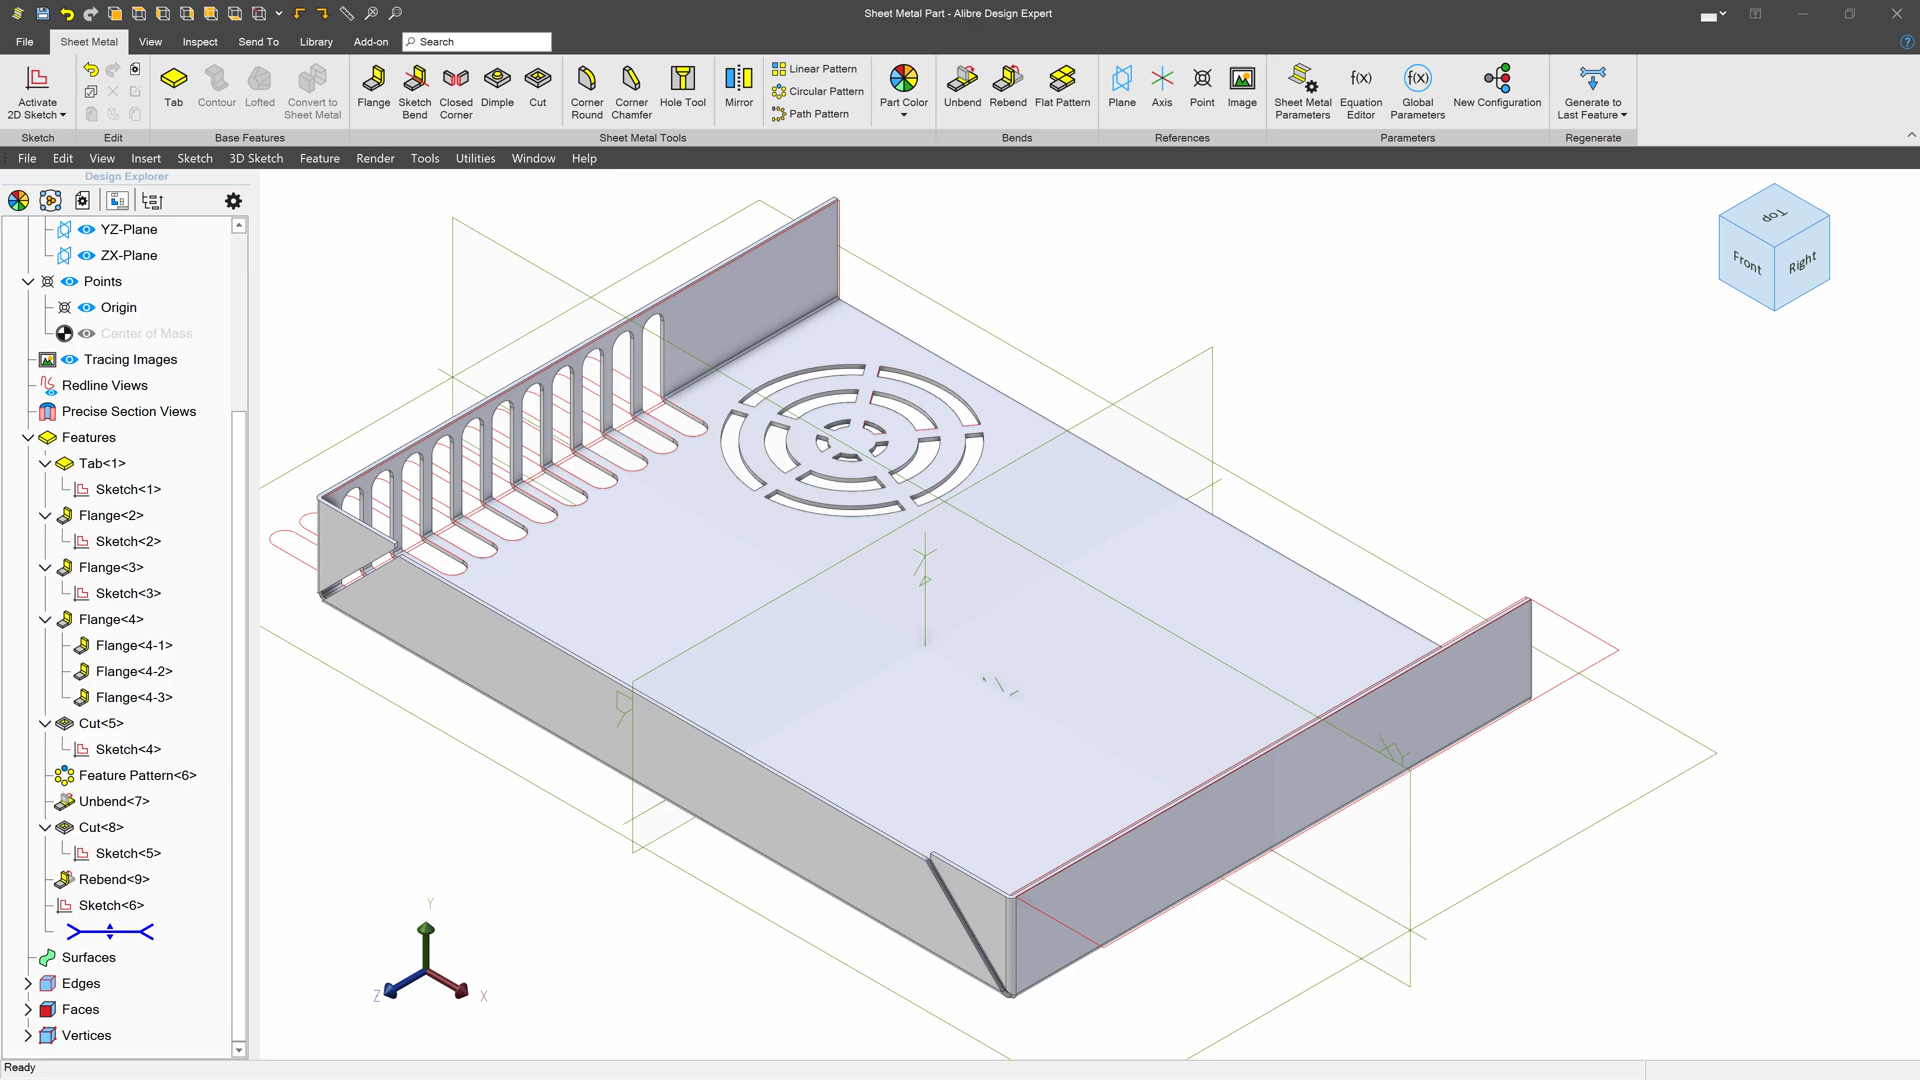 Sheet Metal Part - Alibre Design Expert
File Sheet Metal View Inspect Send To Library Add-on Search
Activate 2D Sketch
Sketch
Edit
Tab Contour Lofted Convert to Sheet Metal
Base Features
Flange Sketch Bend Closed Corner Dimple Cut
Corner Round Corner Chamfer Hole Tool
Mirror
Linear Pattern
Circular Pattern
Path Pattern
Part Color
Sheet Metal Tools
Unbend Rebend Flat Pattern
Bends
Plane Axis Point Image
References
Sheet Metal Parameters f(x) Equation Editor (x) Global Parameters New Configuration
Parameters
Generate to Last Feature
Regenerate
File Edit View Insert Sketch 3D Sketch Feature Render Tools Utilities Window Help
Design Explorer
YZ-Plane
ZX-Plane
Points
Origin
Center of Mass
Tracing Images
Redline Views
Precise Section Views
Features
Tab<1>
Sketch<1>
Flange<2>
Sketch<2>
Flange<3>
Sketch<3>
Flange<4>
Flange<4-1>
Flange<4-2>
Flange<4-3>
Cut<5>
Sketch<4>
Feature Pattern<6>
Unbend<7>
Cut<8>
Sketch<5>
Rebend<9>
Sketch<6>
Surfaces
Edges
Faces
Vertices
Top
Front
Right
Y
Z
X
Ready